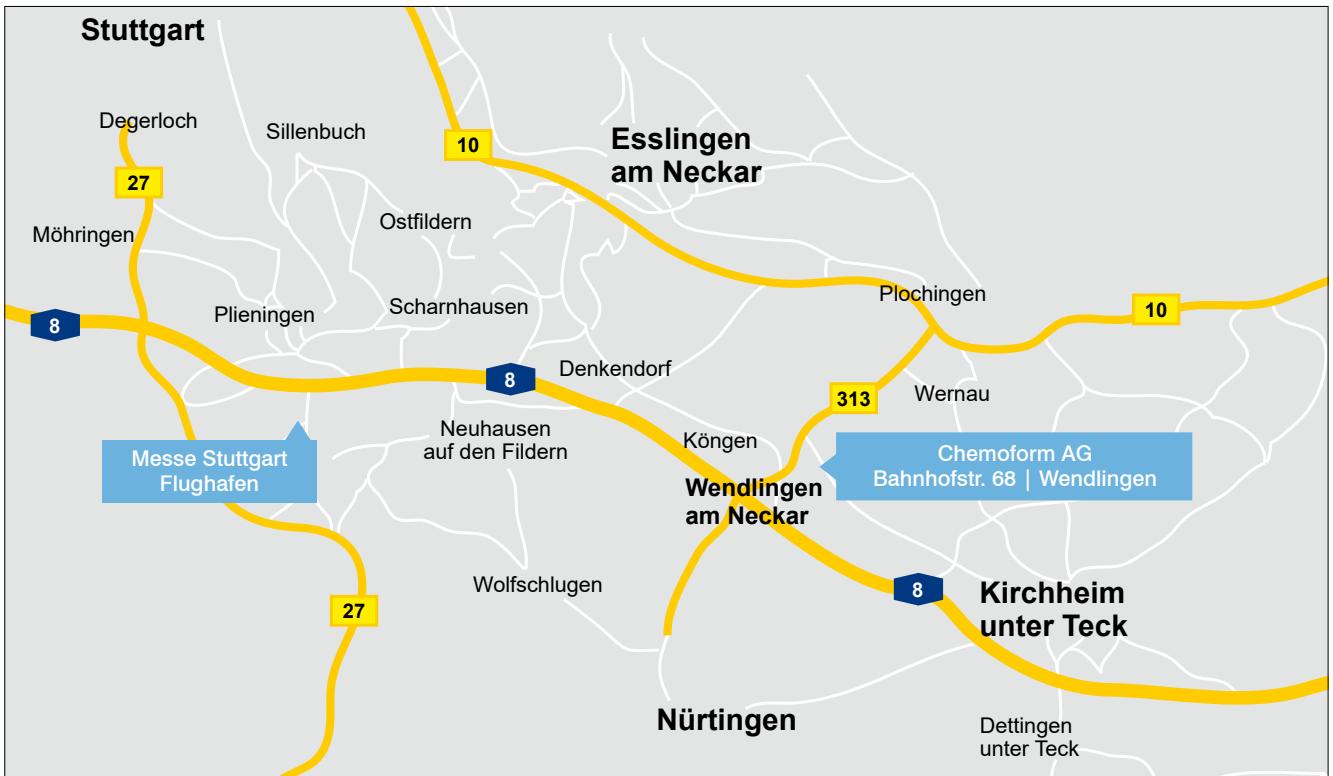 Stuttgart
Degerloch
Sillenbuch
10
Esslingen
am Neckar
27
Ostfildern
Möhringen
Plochingen
Scharnhausen
Plieningen
10
8
Denkendorf
8
Wernau
313
Neuhausen
auf den Fildern
Köngen
Messe Stuttgart
Flughafen
Chemoform AG
Bahnhofstr. 68 | Wendlingen
Wendlingen
am Neckar
Wolfschlugen
8
Kirchheim
unter Teck
27
Nürtingen
Dettingen
unter Teck